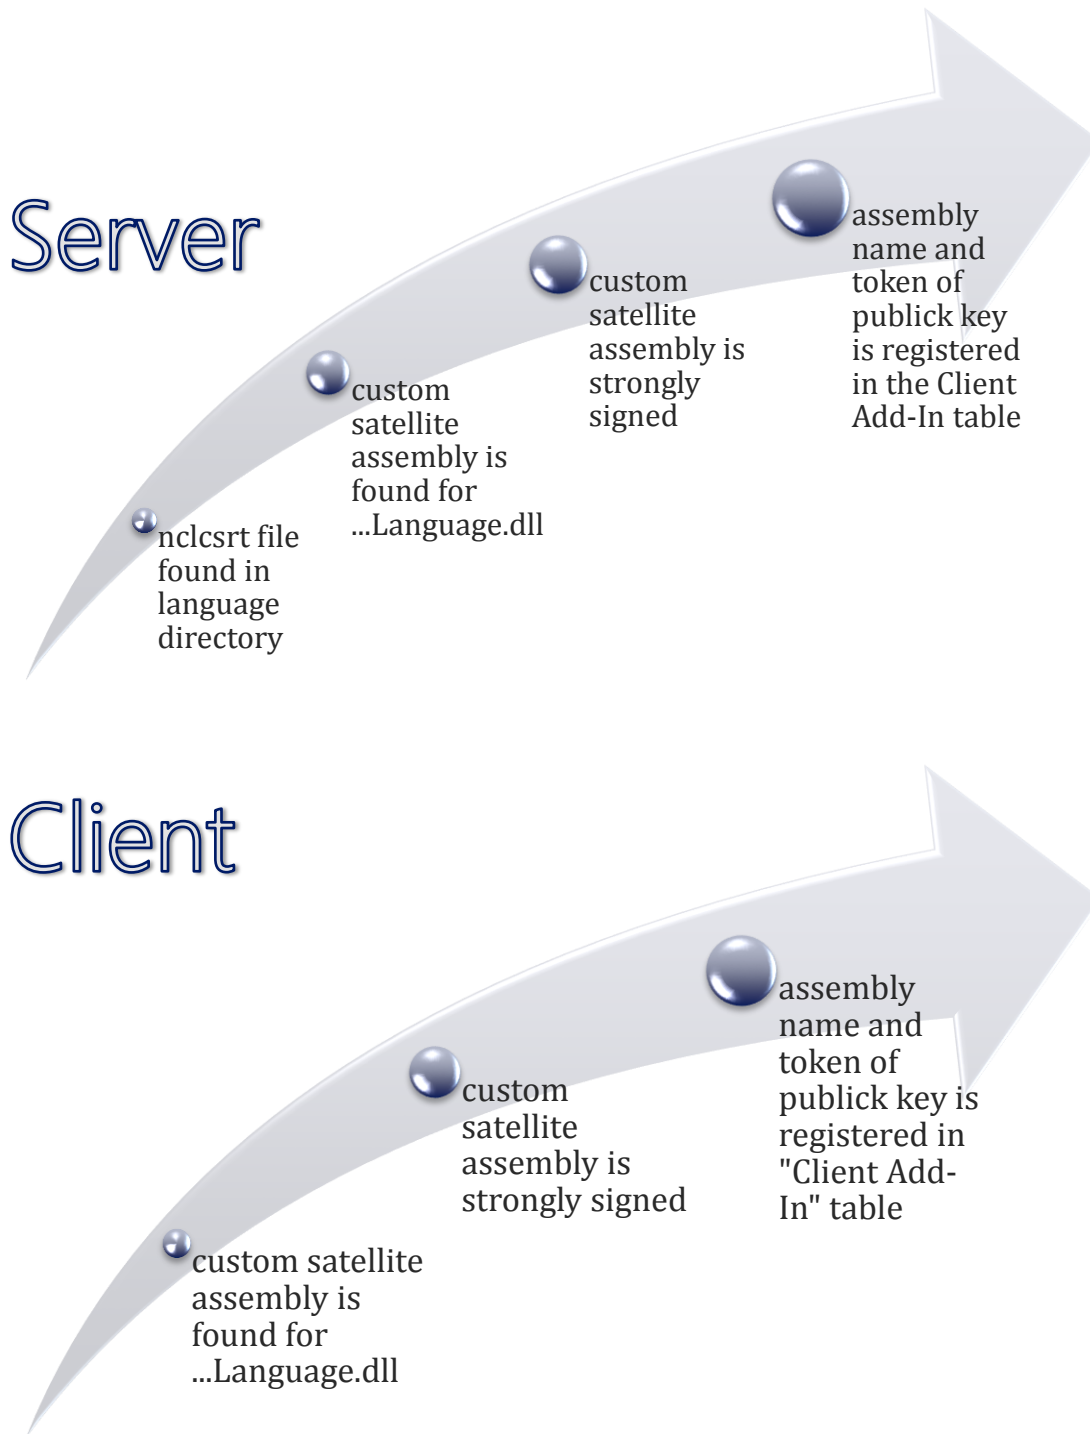 Server
nclcsrt file
found in
language
directory
custom
satellite
assembly is
found for
...Language.dll
custom
satellite
assembly is
strongly
signed
assembly
name and
token of
publick key
is registered
in the Client
Add-In table
Client
custom satellite
assembly is
found for
...Language.dll
custom
satellite
assembly is
strongly signed
assembly
name and
token of
publick key is
registered in
"Client Add-
In" table